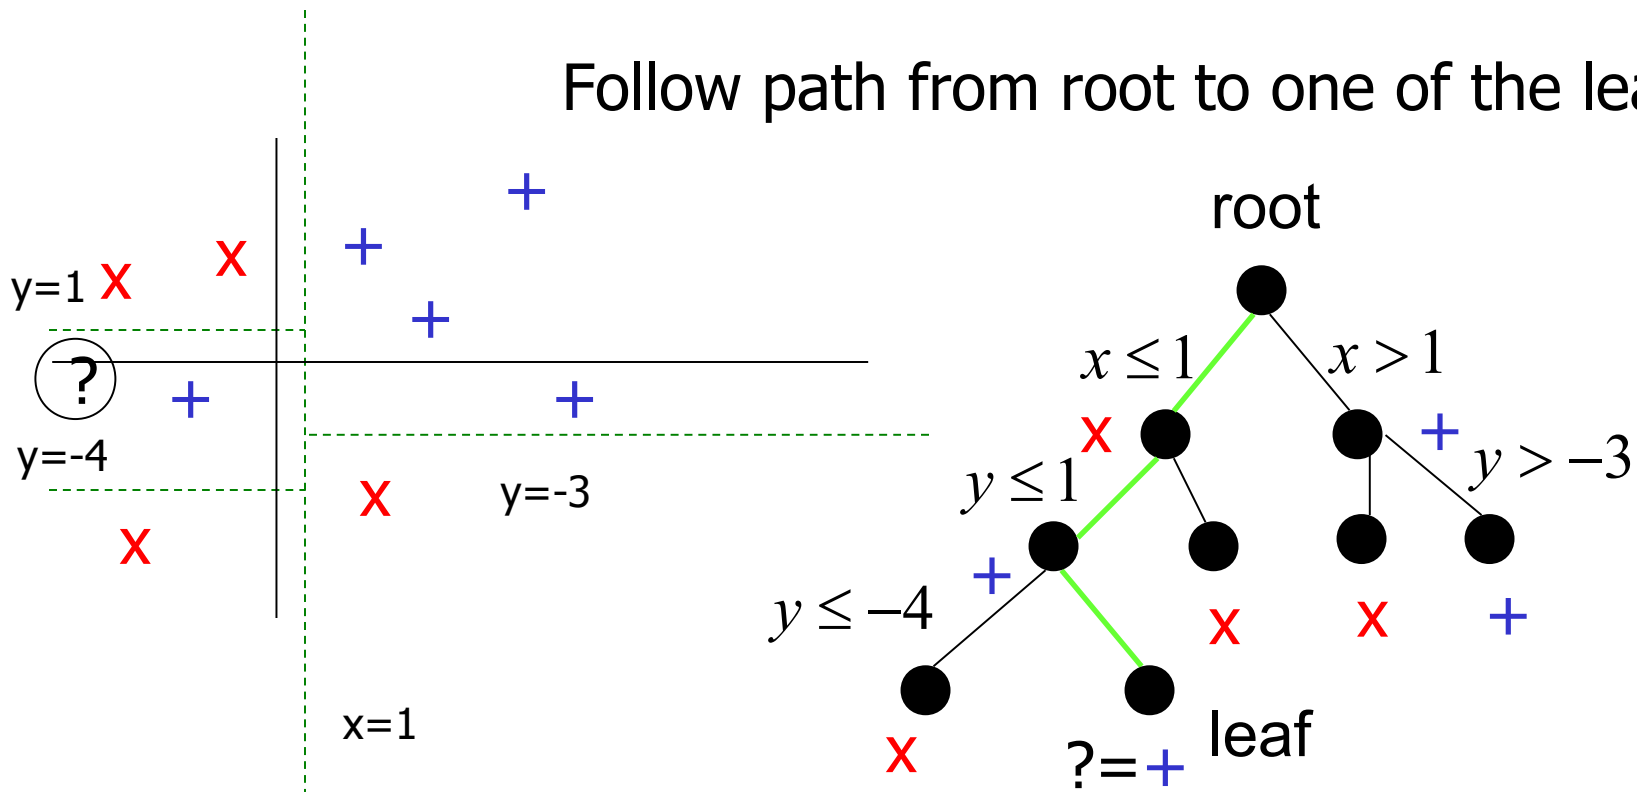 Follow path from root to one of the lea
root
+
+
x
x
y=1
+
x ≤ 1
x > 1
?
+
+
x
+
y=-4
y > −3
y ≤ 1
x
y=-3
x
+
y ≤ −4
x
x
+
x=1
leaf
x
?=+